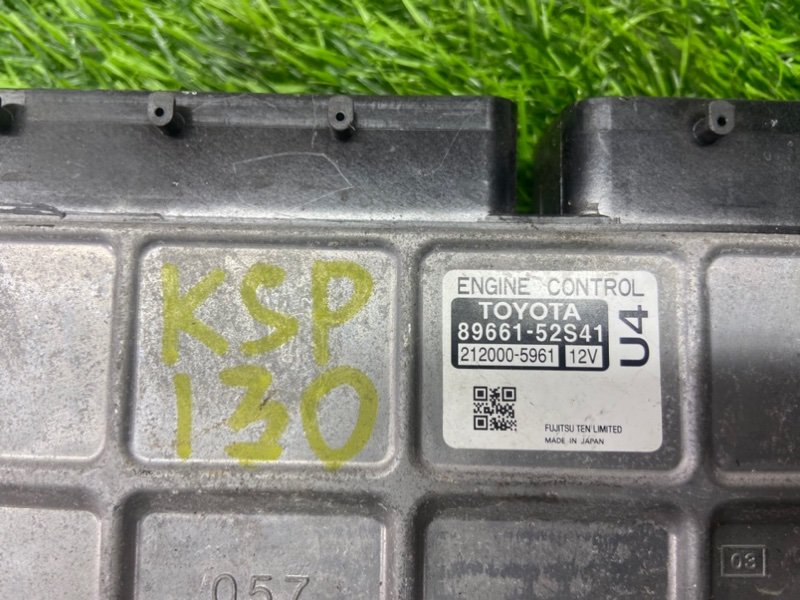 KSP
130
ENGINE CONTROL
TOYOTA
89661-52S41
212000-5961 12V
U4
FUJITSU TEN LIMITED
MADE IN JAPAN
057
03